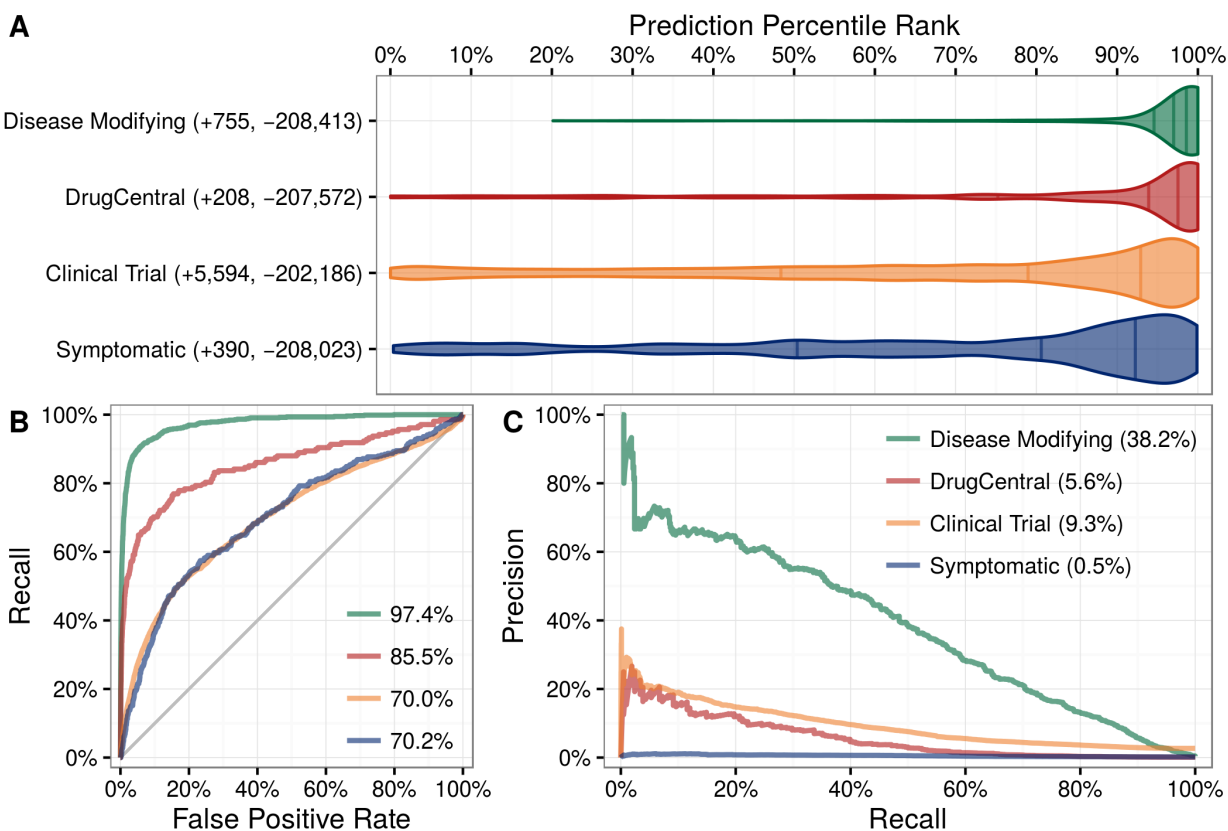 A
Prediction Percentile Rank
0% 10% 20% 30% 40% 50% 60% 70% 80% 90% 100%
Disease Modifying (+755, −208,413)
DrugCentral (+208, −207,572)
Clinical Trial (+5,594, −202,186)
Symptomatic (+390, −208,023)
B
Recall
100%
80%
60%
40%
20%
0%
97.4%
85.5%
70.0%
70.2%
0% 20% 40% 60% 80% 100%
False Positive Rate
C
Precision
100%
80%
60%
40%
20%
0%
Disease Modifying (38.2%)
DrugCentral (5.6%)
Clinical Trial (9.3%)
Symptomatic (0.5%)
0% 20% 40% 60% 80% 100%
Recall